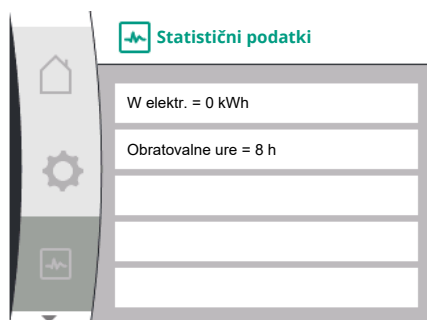 Statistični podatki
W elektr. = 0 kWh
Obratovalne ure = 8 h